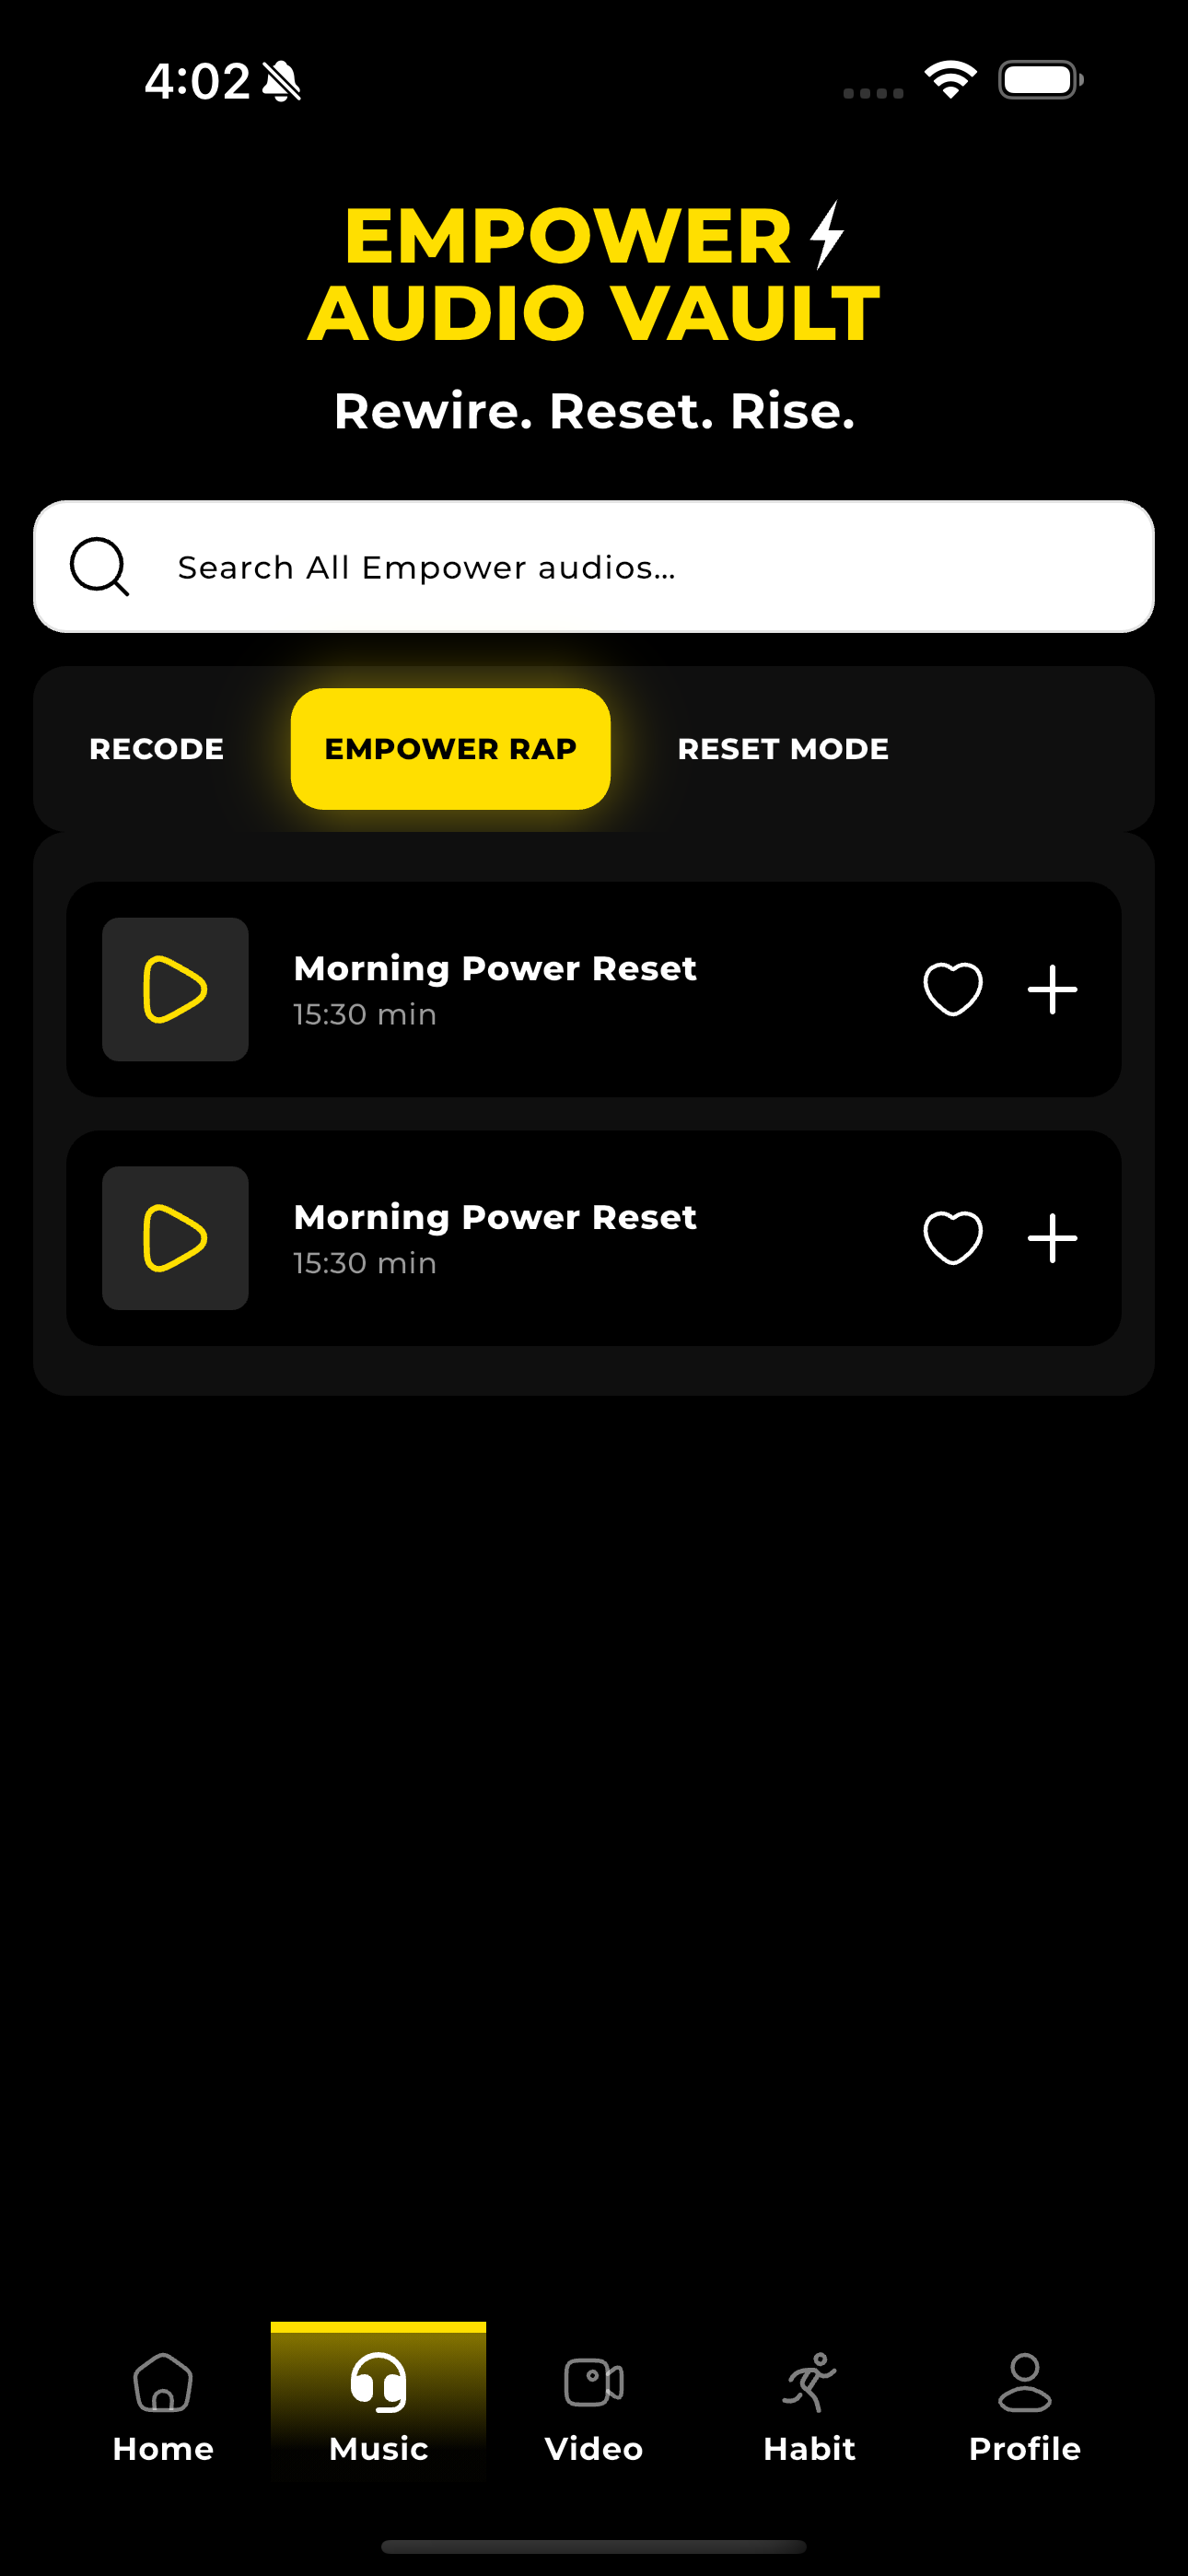 4:02
EMPOWER
AUDIO VAULT
Rewire. Reset. Rise.
Search All Empower audios...
RECODE
EMPOWER RAP
RESET MODE
Morning Power Reset
15:30 min
Morning Power Reset
15:30 min
Home
Music
Video
Habit
Profile